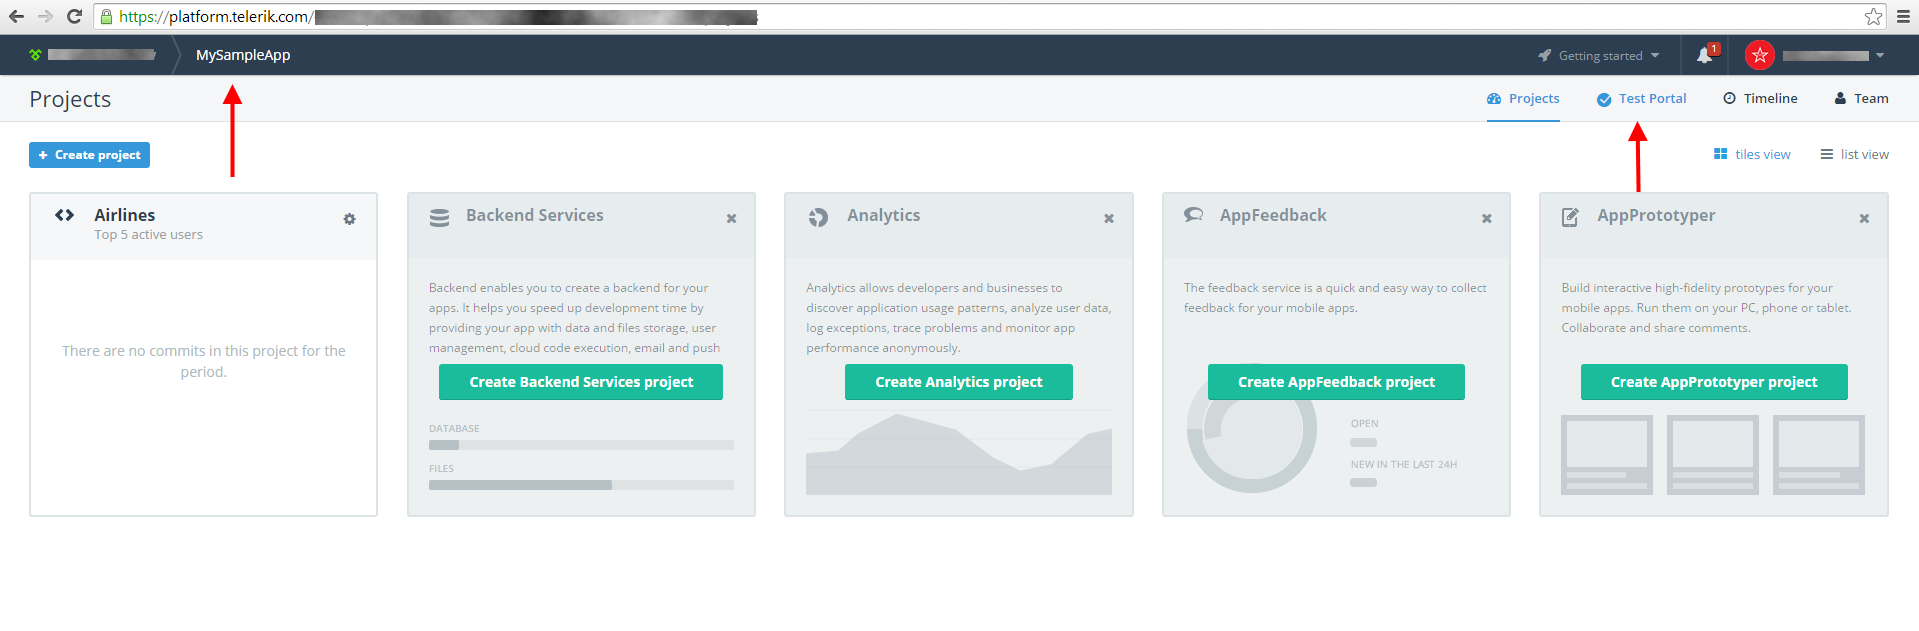 https://platform.telerik.com/
MySampleApp
Getting started
1
Projects
Projects
Test Portal
Timeline
Team
+ Create project
tiles view
list view
Airlines
Top 5 active users
There are no commits in this project for the
period.
Backend Services
Backend enables you to create a backend for your
apps. It helps you speed up development time by
providing your app with data and files storage, user
management, cloud code execution, email and push
Create Backend Services project
DATABASE
FILES
Analytics
Analytics allows developers and businesses to
discover application usage patterns, analyze user data,
log exceptions, trace problems and monitor app
performance anonymously.
Create Analytics project
AppFeedback
The feedback service is a quick and easy way to collect
feedback for your mobile apps.
Create AppFeedback project
OPEN
NEW IN THE LAST 24H
AppPrototyper
Build interactive high-fidelity prototypes for your
mobile apps. Run them on your PC, phone or tablet.
Collaborate and share comments.
Create AppPrototyper project